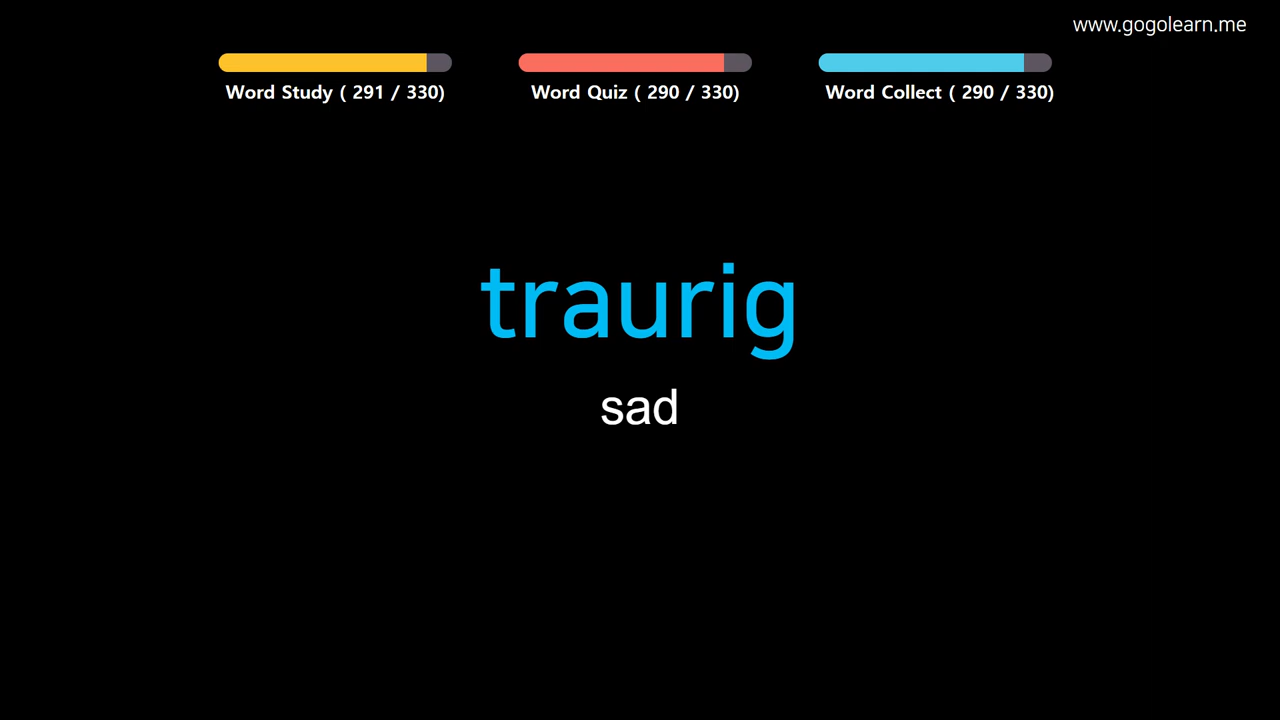 www.gogolearn.me
Word Study ( 291 / 330)
Word Quiz ( 290 / 330)
Word Collect ( 290 / 330)
traurig
sad